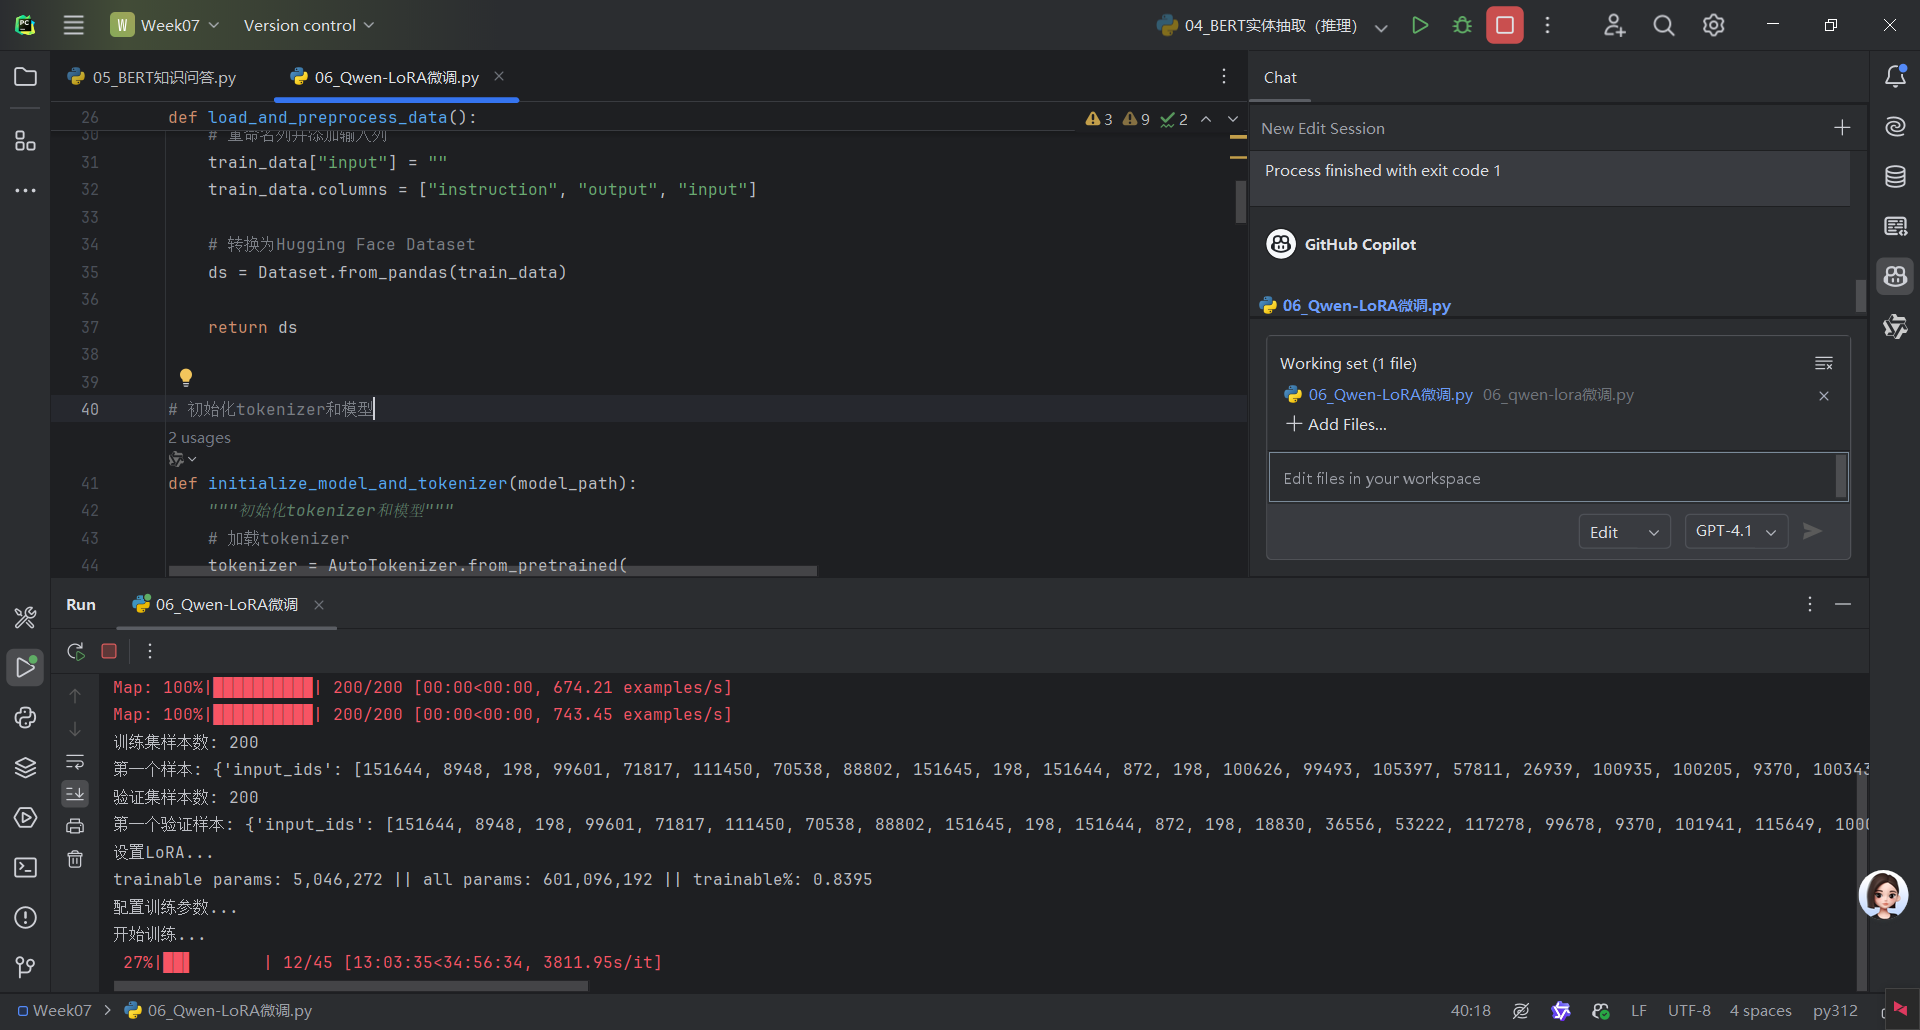 W Week07 Version control 04_BERT实体抽取（推理）
05_BERT知识问答.py 06_Qwen-LoRA微调.py
26 def load_and_preprocess_data(): 3 9 2
30 # 重命名列并添加输入列
31 train_data["input"] = ""
32 train_data.columns = ["instruction", "output", "input"]
33
34 # 转换为Hugging Face Dataset
35 ds = Dataset.from_pandas(train_data)
36
37 return ds
38
39
40 # 初始化tokenizer和模型
2 usages
41 def initialize_model_and_tokenizer(model_path):
42 """初始化tokenizer和模型"""
43 # 加载tokenizer
44 tokenizer = AutoTokenizer.from_pretrained(
Chat
New Edit Session
Process finished with exit code 1
GitHub Copilot
06_Qwen-LoRA微调.py
Working set (1 file)
06_Qwen-LoRA微调.py 06_qwen-lora微调.py
Add Files...
Edit files in your workspace
Edit GPT-4.1
Run 06_Qwen-LoRA微调
Map: 100%|██████████| 200/200 [00:00<00:00, 674.21 examples/s]
Map: 100%|██████████| 200/200 [00:00<00:00, 743.45 examples/s]
训练集样本数: 200
第一个样本: {'input_ids': [151644, 8948, 198, 99601, 71817, 111450, 70538, 88802, 151645, 198, 151644, 872, 198, 100626, 99493, 105397, 57811, 26939, 100935, 100205, 9370, 100343
验证集样本数: 200
第一个验证样本: {'input_ids': [151644, 8948, 198, 99601, 71817, 111450, 70538, 88802, 151645, 198, 151644, 872, 198, 18830, 36556, 53222, 117278, 99678, 9370, 101941, 115649, 100
设置LoRA...
trainable params: 5,046,272 || all params: 601,096,192 || trainable%: 0.8395
配置训练参数...
开始训练...
27%|██▋ | 12/45 [13:03:35<34:56:34, 3811.95s/it]
Week07 06_Qwen-LoRA微调.py 40:18 LF UTF-8 4 spaces py312